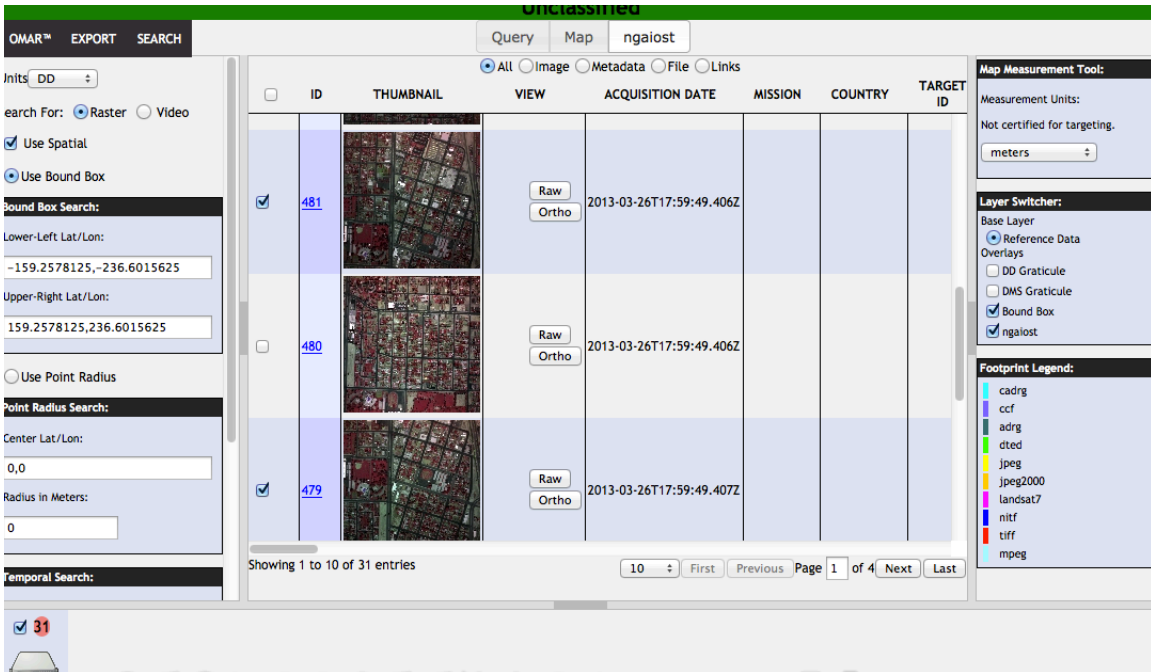 Unclassified
OMAR™ EXPORT SEARCH
Query Map ngaiost
Units DD
Search For: Raster Video
Use Spatial
Use Bound Box
Bound Box Search:
Lower-Left Lat/Lon:
-159.2578125,-236.6015625
Upper-Right Lat/Lon:
159.2578125,236.6015625
Use Point Radius
Point Radius Search:
Center Lat/Lon:
0,0
Radius in Meters:
0
Temporal Search:
All Image Metadata File Links
ID THUMBNAIL VIEW ACQUISITION DATE MISSION COUNTRY TARGET ID
481 Raw Ortho 2013-03-26T17:59:49.406Z
480 Raw Ortho 2013-03-26T17:59:49.406Z
479 Raw Ortho 2013-03-26T17:59:49.407Z
Showing 1 to 10 of 31 entries
10 First Previous Page 1 of 4 Next Last
Map Measurement Tool:
Measurement Units:
Not certified for targeting.
meters
Layer Switcher:
Base Layer
Reference Data
Overlays
DD Graticule
DMS Graticule
Bound Box
ngaiost
Footprint Legend:
cadrg
ccf
adrg
dted
jpeg
jpeg2000
landsat7
nitf
tiff
mpeg
31